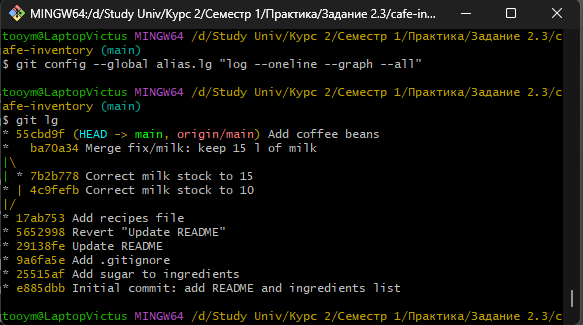 MINGW64:/d/Study Univ/Курс 2/Семестр 1/Практика/Задание 2.3/cafe-in...
tooym@LaptopVictus MINGW64 /d/Study Univ/Курс 2/Семестр 1/Практика/Задание 2.3/c
afe-inventory (main)
$ git config --global alias.lg "log --oneline --graph --all"
tooym@LaptopVictus MINGW64 /d/Study Univ/Курс 2/Семестр 1/Практика/Задание 2.3/c
afe-inventory (main)
$ git lg
* 55cbd9f (HEAD -> main, origin/main) Add coffee beans
*   ba70a34 Merge fix/milk: keep 15 l of milk
|\
| * 7b2b778 Correct milk stock to 15
* | 4c9fefb Correct milk stock to 10
|/
* 17ab753 Add recipes file
* 5652998 Revert "Update README"
* 29138fe Update README
* 9a6fa5e Add .gitignore
* 25515af Add sugar to ingredients
* e885dbb Initial commit: add README and ingredients list
tooym@LaptopVictus MINGW64 /d/Study Univ/Курс 2/Семестр 1/Практика/Задание 2.3/c